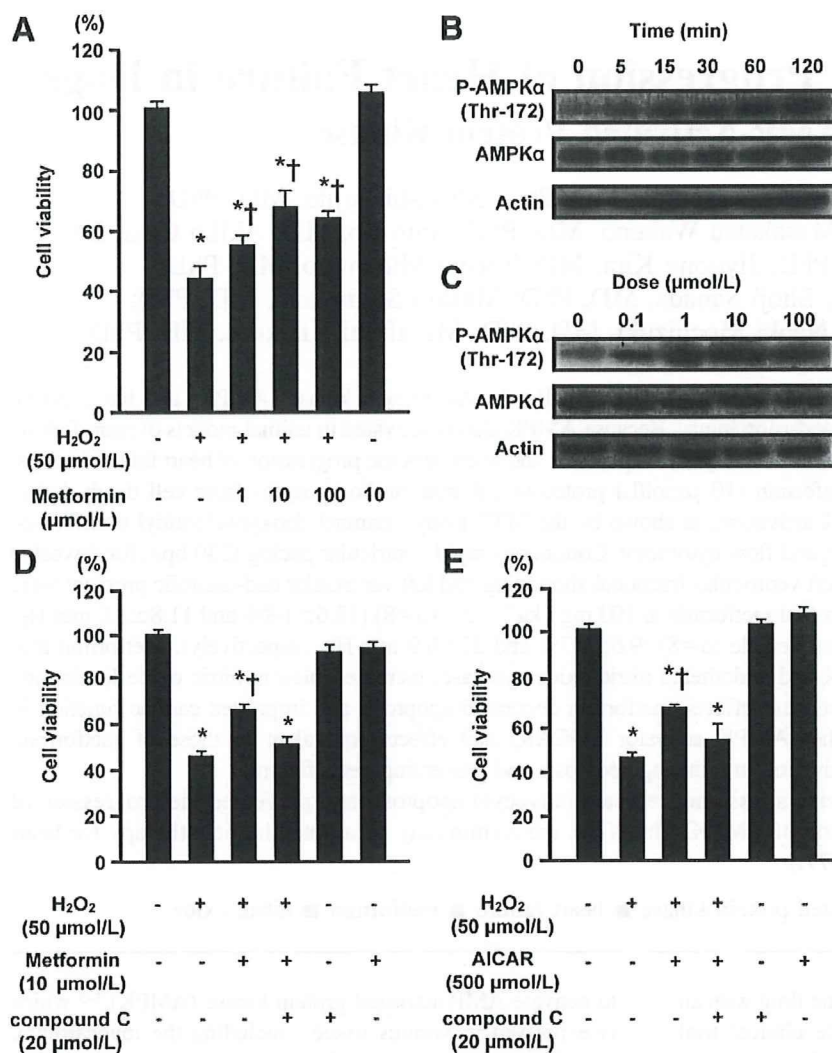 A
(%)
120
100
80
60
40
20
0
Cell viability
* *† *† *†
H₂O₂ - + + + + -
(50 µmol/L)
Metformin - - 1 10 100 10
(µmol/L)
B
Time (min)
0 5 15 30 60 120
P-AMPKα
(Thr-172)
AMPKα
Actin
C
Dose (µmol/L)
0 0.1 1 10 100
P-AMPKα
(Thr-172)
AMPKα
Actin
D
(%)
120
100
80
60
40
20
0
Cell viability
* *† *
H₂O₂ - + + + - -
(50 µmol/L)
Metformin - - + + - +
(10 µmol/L)
compound C - - - + + -
(20 µmol/L)
E
(%)
120
100
80
60
40
20
0
Cell viability
* *† *
H₂O₂ - + + + - -
(50 µmol/L)
AICAR - - + + - +
(500 µmol/L)
compound C - - - + + -
(20 µmol/L)